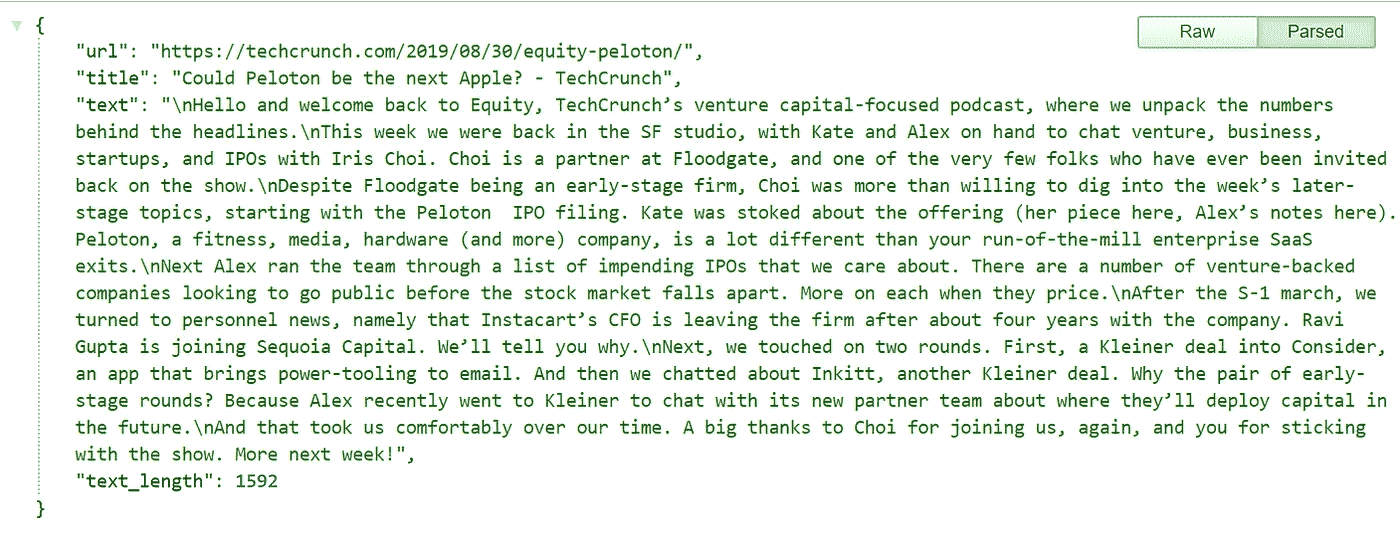 Raw Parsed
{
"url": "https://techcrunch.com/2019/08/30/equity-peloton/",
"title": "Could Peloton be the next Apple? - TechCrunch",
"text": "\nHello and welcome back to Equity, TechCrunch’s venture capital-focused podcast, where we unpack the numbers
behind the headlines.\nThis week we were back in the SF studio, with Kate and Alex on hand to chat venture, business,
startups, and IPOs with Iris Choi. Choi is a partner at Floodgate, and one of the very few folks who have ever been invited
back on the show.\nDespite Floodgate being an early-stage firm, Choi was more than willing to dig into the week’s later-
stage topics, starting with the Peloton  IPO filing. Kate was stoked about the offering (her piece here, Alex’s notes here).
Peloton, a fitness, media, hardware (and more) company, is a lot different than your run-of-the-mill enterprise SaaS
exits.\nNext Alex ran the team through a list of impending IPOs that we care about. There are a number of venture-backed
companies looking to go public before the stock market falls apart. More on each when they price.\nAfter the S-1 march, we
turned to personnel news, namely that Instacart’s CFO is leaving the firm after about four years with the company. Ravi
Gupta is joining Sequoia Capital. We’ll tell you why.\nNext, we touched on two rounds. First, a Kleiner deal into Consider,
an app that brings power-tooling to email. And then we chatted about Inkitt, another Kleiner deal. Why the pair of early-
stage rounds? Because Alex recently went to Kleiner to chat with its new partner team about where they’ll deploy capital in
the future.\nAnd that took us comfortably over our time. A big thanks to Choi for joining us, again, and you for sticking
with the show. More next week!",
"text_length": 1592
}